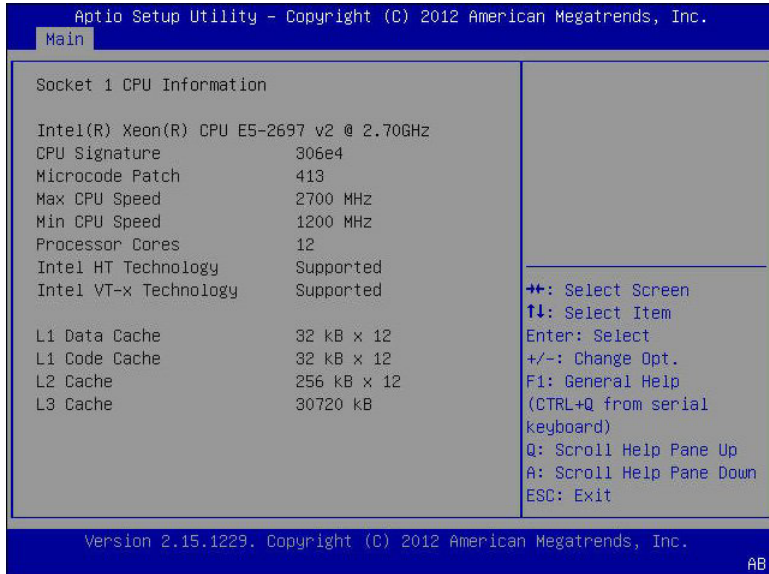 Aptio Setup Utility – Copyright (C) 2012 American Megatrends, Inc.
Main
Socket 1 CPU Information
Intel(R) Xeon(R) CPU E5-2697 v2 @ 2.70GHz
CPU Signature 306e4
Microcode Patch 413
Max CPU Speed 2700 MHz
Min CPU Speed 1200 MHz
Processor Cores 12
Intel HT Technology Supported
Intel VT-x Technology Supported
L1 Data Cache 32 kB x 12
L1 Code Cache 32 kB x 12
L2 Cache 256 kB x 12
L3 Cache 30720 kB
→←: Select Screen
↑↓: Select Item
Enter: Select
+/-: Change Opt.
F1: General Help
(CTRL+Q from serial
keyboard)
Q: Scroll Help Pane Up
A: Scroll Help Pane Down
ESC: Exit
Version 2.15.1229. Copyright (C) 2012 American Megatrends, Inc.
AB